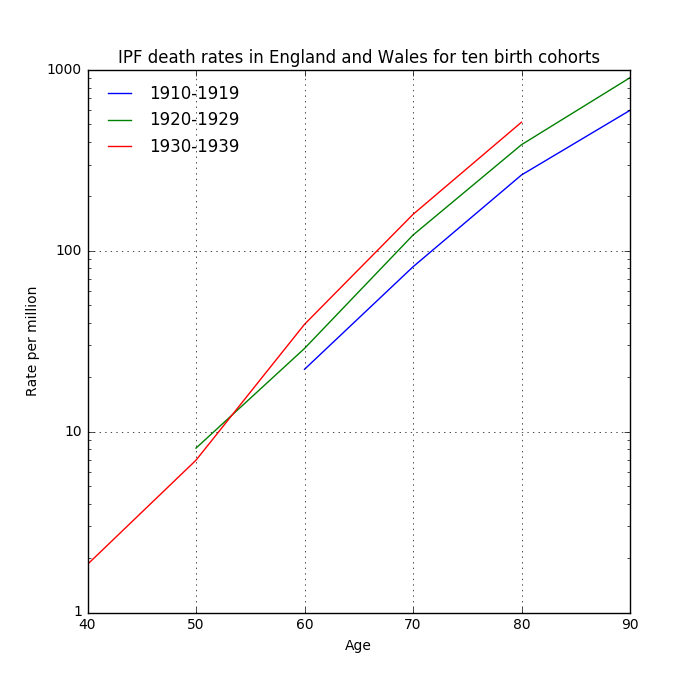 IPF death rates in England and Wales for ten birth cohorts
1000
1910-1919
1920-1929
1930-1939
100
Rate per million
10
1
40 50 60 70 80 90
Age